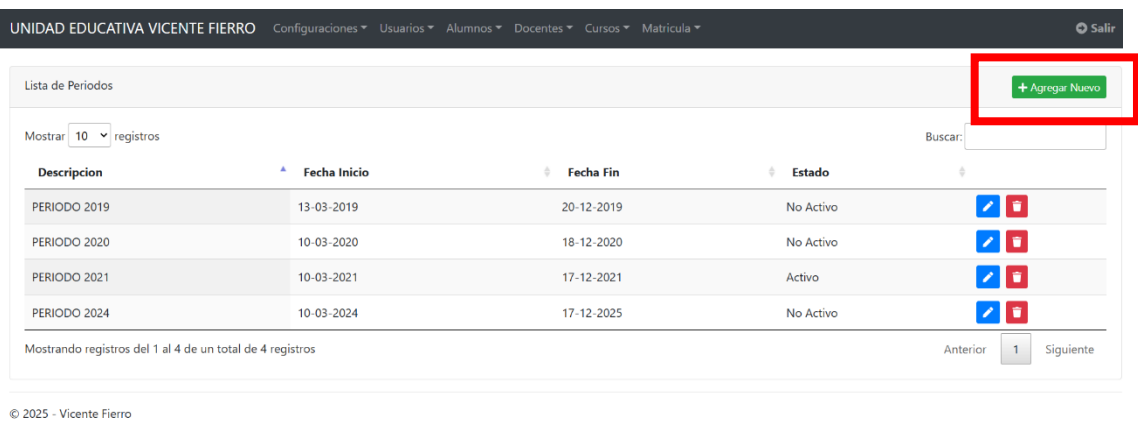 UNIDAD EDUCATIVA VICENTE FIERRO Configuraciones Usuarios Alumnos Docentes Cursos Matricula Salir
Lista de Periodos Agregar Nuevo
Mostrar 10 registros Buscar:
Descripcion Fecha Inicio Fecha Fin Estado
PERIODO 2019 13-03-2019 20-12-2019 No Activo
PERIODO 2020 10-03-2020 18-12-2020 No Activo
PERIODO 2021 10-03-2021 17-12-2021 Activo
PERIODO 2024 10-03-2024 17-12-2025 No Activo
Mostrando registros del 1 al 4 de un total de 4 registros Anterior 1 Siguiente
© 2025 - Vicente Fierro